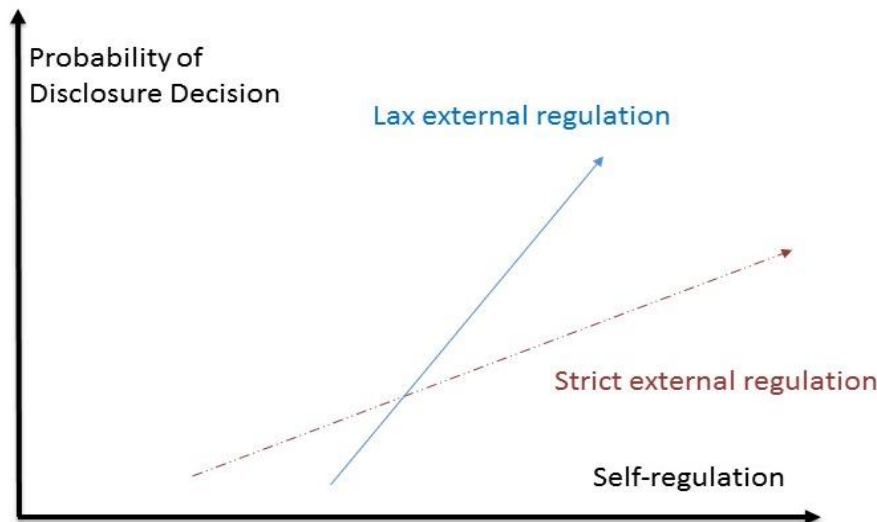 Probability of
Disclosure Decision
Lax external regulation
Strict external regulation
Self-regulation